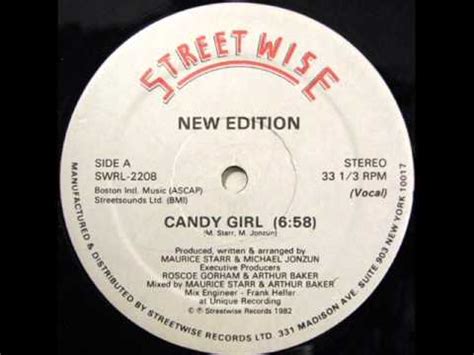 STREETWISE
NEW EDITION
SIDE A
SWRL-2208
STEREO
33 1/3 RPM
Boston Intl. Music (ASCAP)
Streetsounds Ltd. (BMI)
(Vocal)
CANDY GIRL (6:58)
(M. Starr, M. Jonzun)
Produced, written & arranged by
MAURICE STARR & MICHAEL JONZUN
Executive Producers
ROSCOE GORHAM & ARTHUR BAKER
Mixed by MAURICE STARR & ARTHUR BAKER
Mix Engineer - Frank Heller
at Unique Recording
© ℗ Streetwise Records 1982
MANUFACTURED & DISTRIBUTED BY STREETWISE RECORDS LTD. 331 MADISON AVE. SUITE 903 NEW YORK 10017